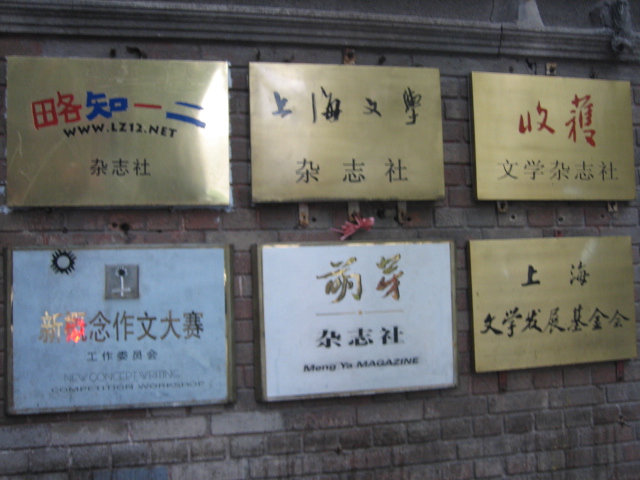 略知一二
WWW.LZ12.NET
杂志社
上海文學
杂志社
收穫
文学杂志社
新概念作文大赛
工作委员会
NEW CONCEPT WRITING
COMPETITION WORKSHOP
萌芽
杂志社
Meng Ya MAGAZINE
上海
文学发展基金会